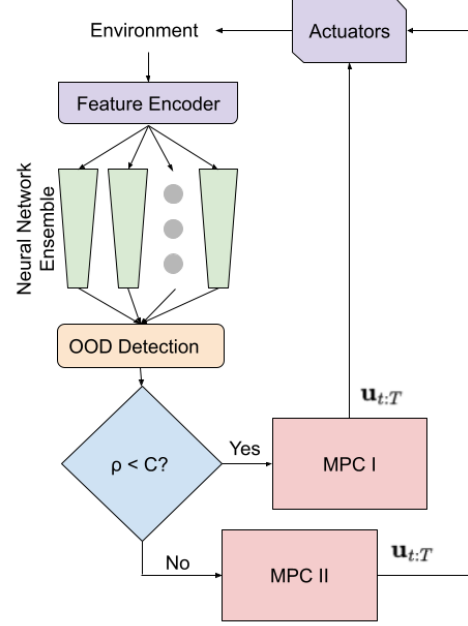 Environment
Actuators
Feature Encoder
Neural Network
Ensemble
OOD Detection
ρ < C?
Yes
MPC I
u_{t:T}
No
MPC II
u_{t:T}